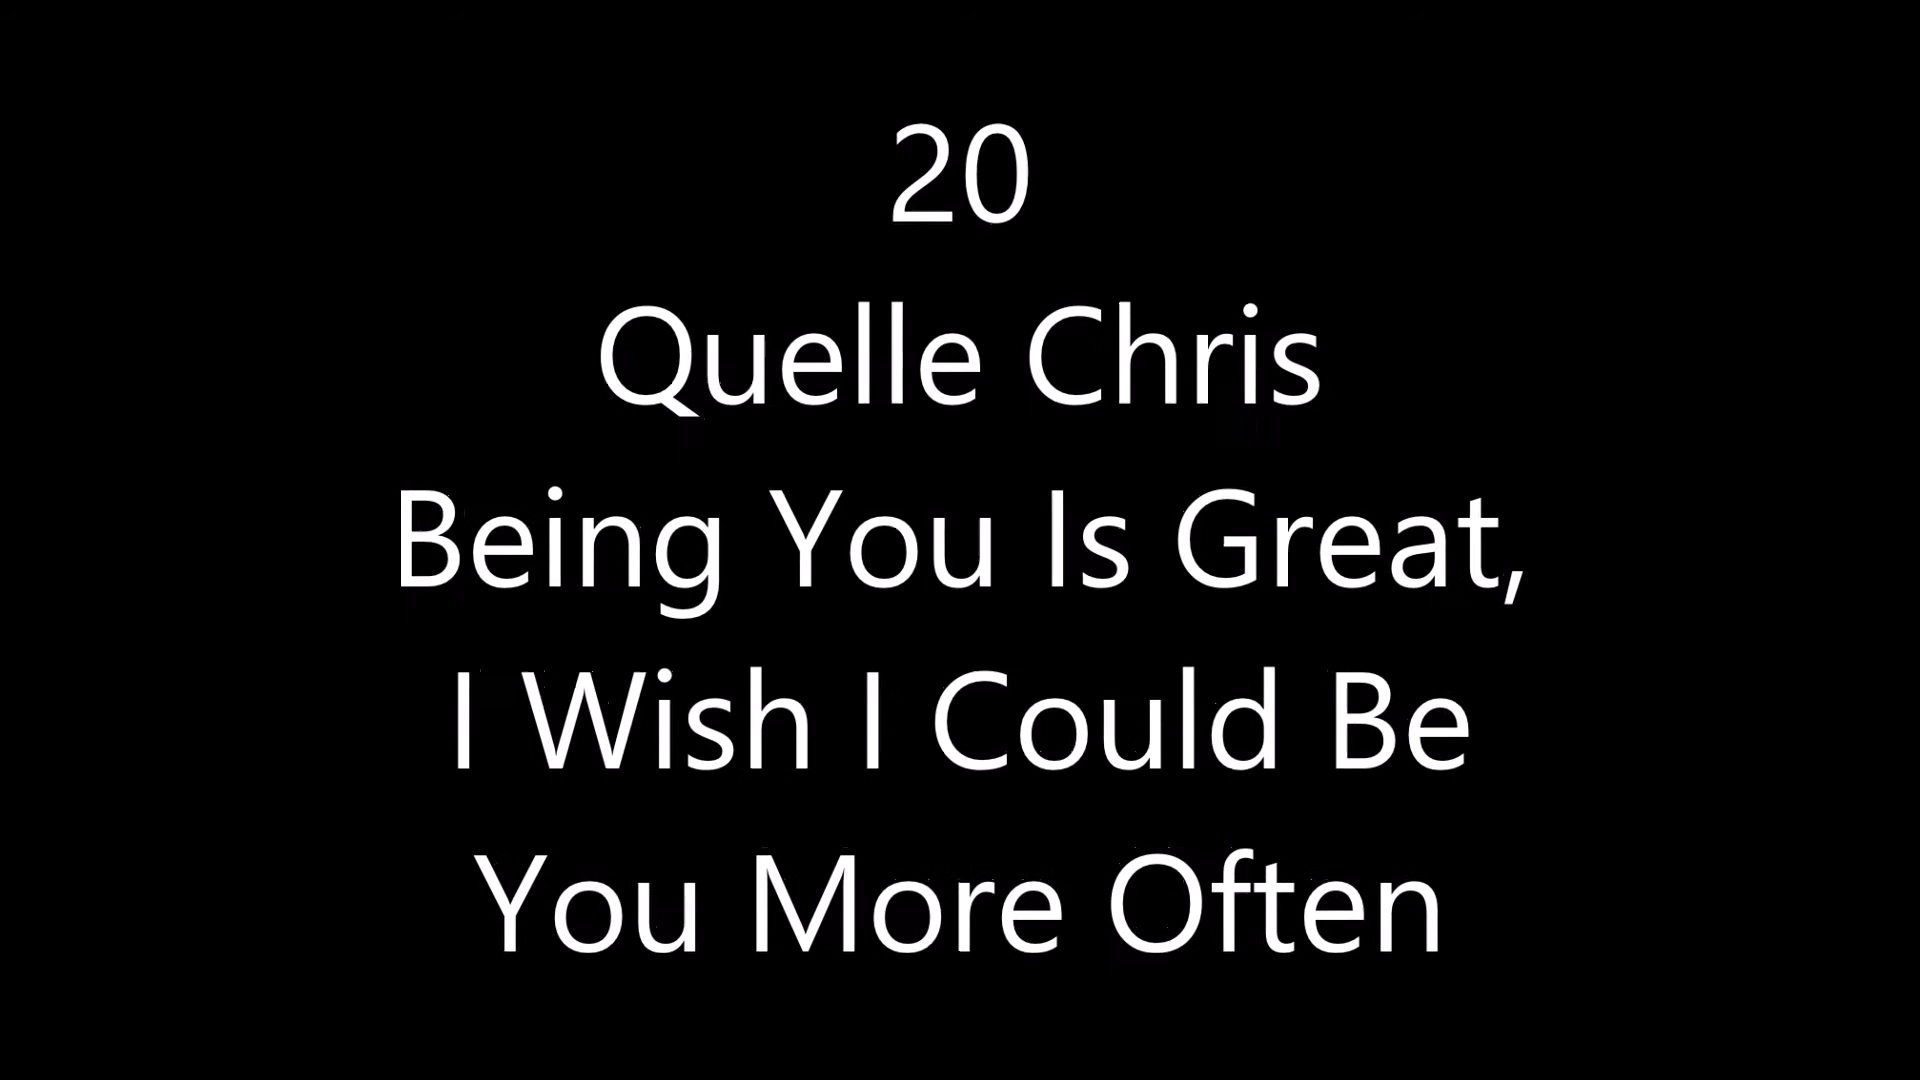 20
Quelle Chris
Being You Is Great,
I Wish I Could Be
You More Often